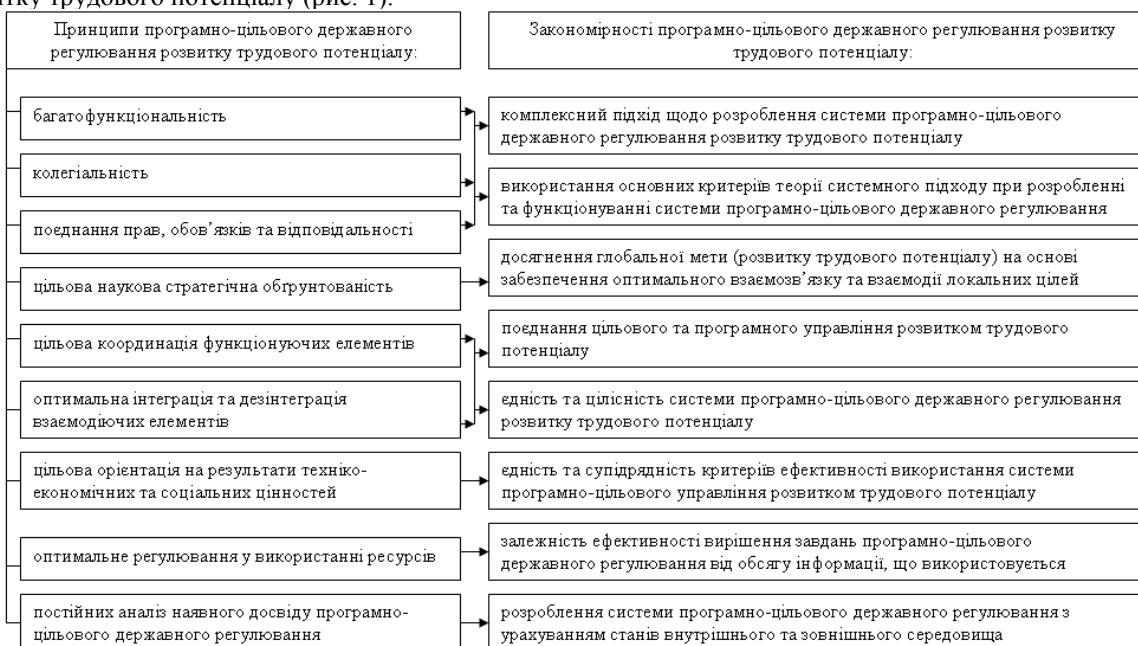 тку трудового потенціалу (рис. 1).
Принципи програмно-цільового державного
регулювання розвитку трудового потенціалу:
Закономірності програмно-цільового державного регулювання розвитку
трудового потенціалу:
багатофункціональність
комплексний підхід щодо розроблення системи програмно-цільового
державного регулювання розвитку трудового потенціалу
колегіальність
використання основних критеріїв теорії системного підходу при розробленні
та функціонуванні системи програмно-цільового державного регулювання
поєднання прав, обов’язків та відповідальності
досягнення глобальної мети (розвитку трудового потенціалу) на основі
забезпечення оптимального взаємозв’язку та взаємодії локальних цілей
цільова наукова стратегічна обґрунтованість
поєднання цільового та програмного управління розвитком трудового
потенціалу
цільова координація функціонуючих елементів
оптимальна інтеграція та дезінтеграція
взаємодіючих елементів
єдність та цілісність системи програмно-цільового державного регулювання
розвитку трудового потенціалу
цільова орієнтація на результати техніко-
економічних та соціальних цінностей
єдність та супідрядність критеріїв ефективності використання системи
програмно-цільового управління розвитком трудового потенціалу
оптимальне регулювання у використанні ресурсів
залежність ефективності вирішення завдань програмно-цільового
державного регулювання від обсягу інформації, що використовується
постійних аналіз наявного досвіду програмно-
цільового державного регулювання
розроблення системи програмно-цільового державного регулювання з
урахуванням станів внутрішнього та зовнішнього середовища